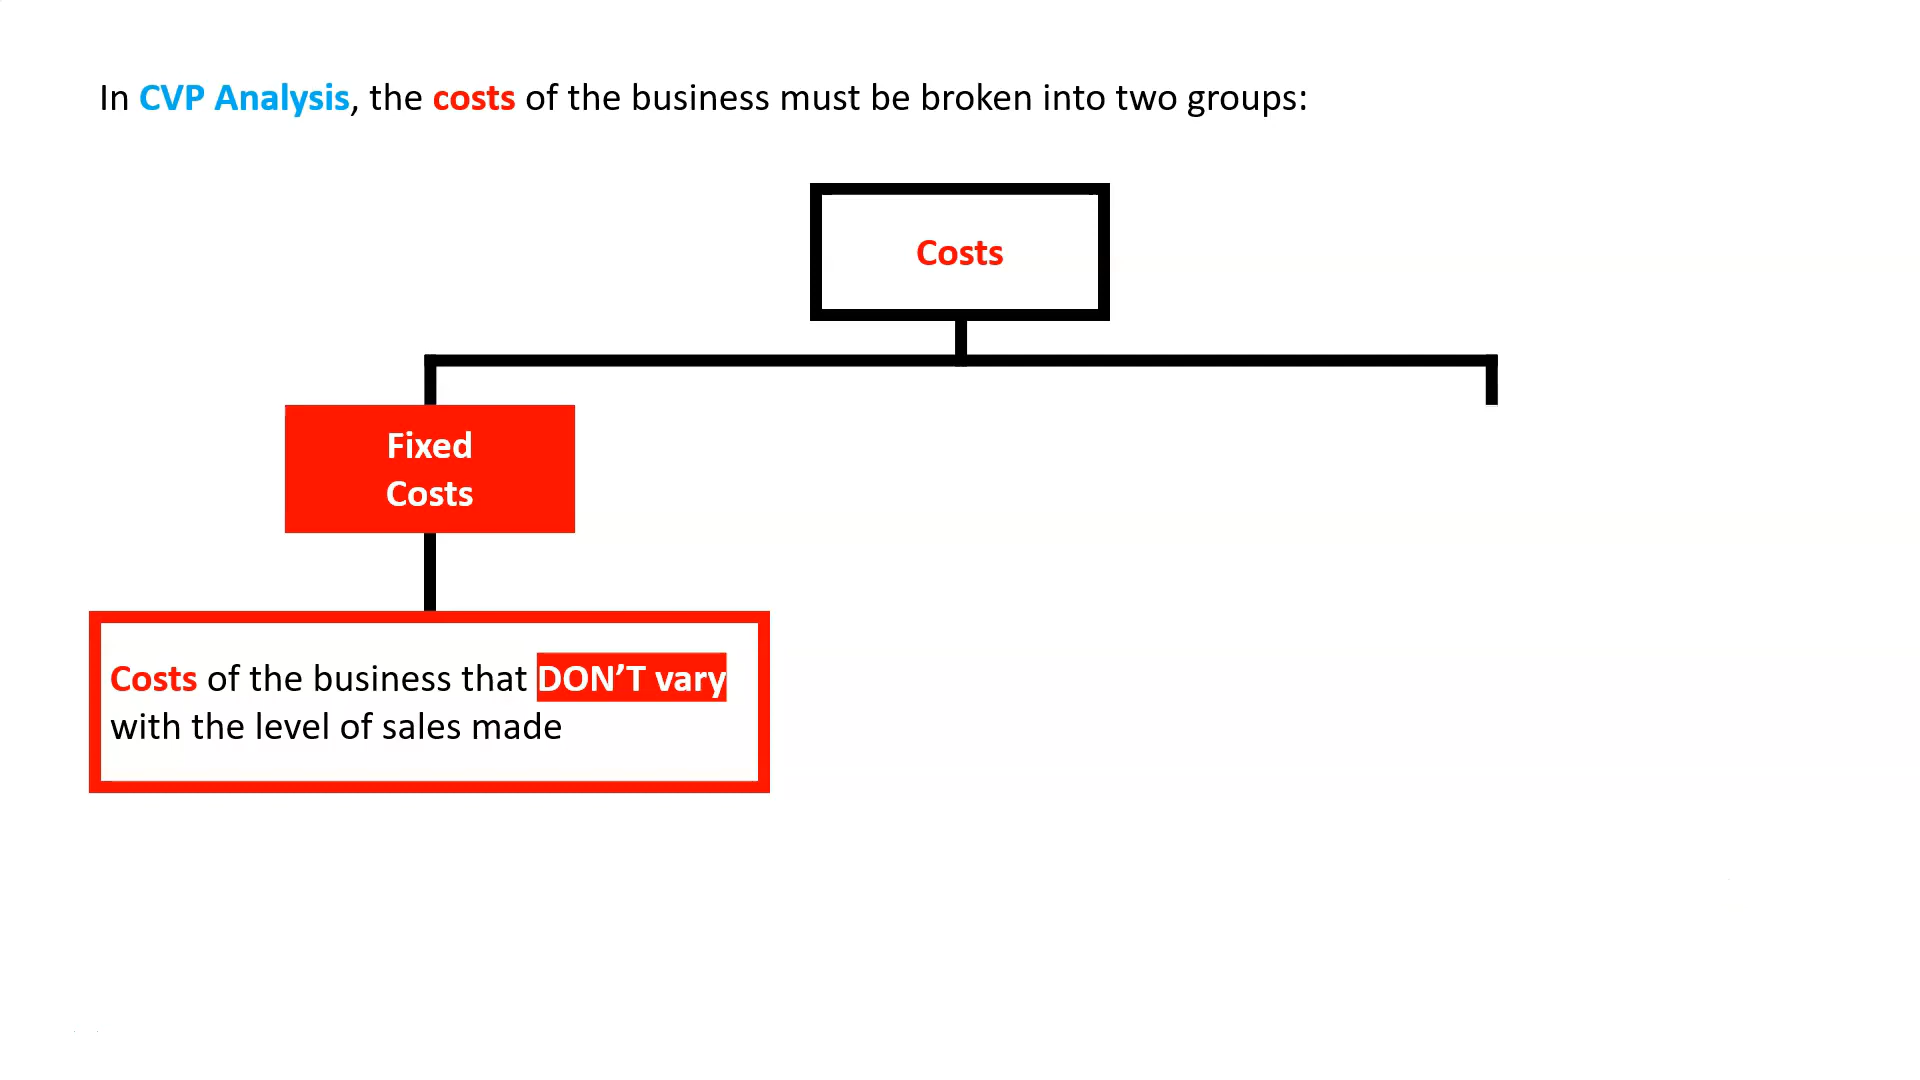 In CVP Analysis, the costs of the business must be broken into two groups:
Costs
Fixed
Costs
Costs of the business that DON’T vary
with the level of sales made